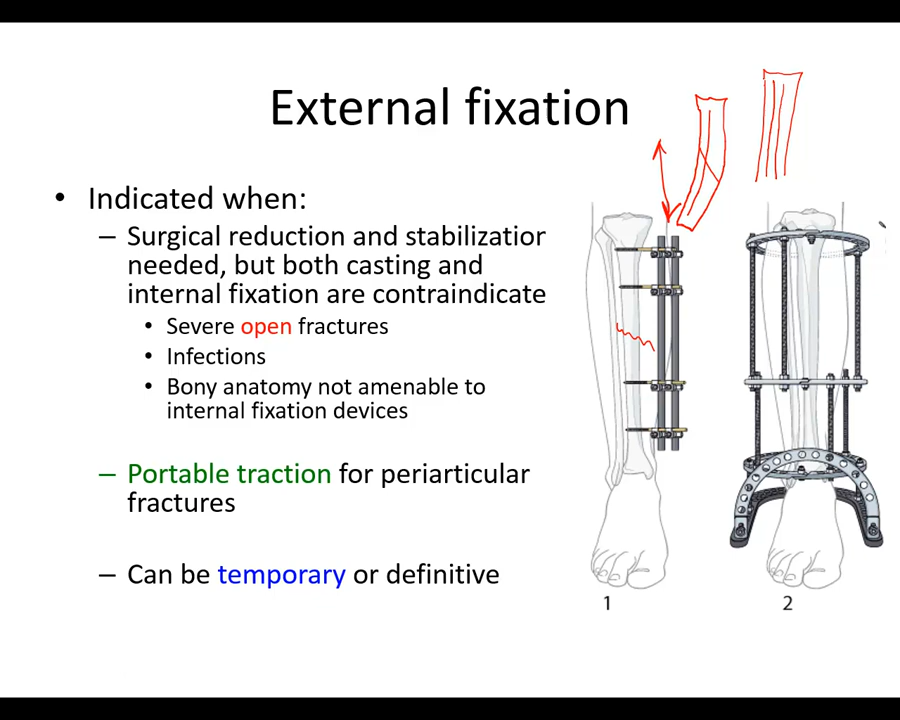 External fixation
• Indicated when:
– Surgical reduction and stabilizatior
needed, but both casting and
internal fixation are contraindicate
• Severe open fractures
• Infections
• Bony anatomy not amenable to
internal fixation devices
– Portable traction for periarticular
fractures
– Can be temporary or definitive
1
2